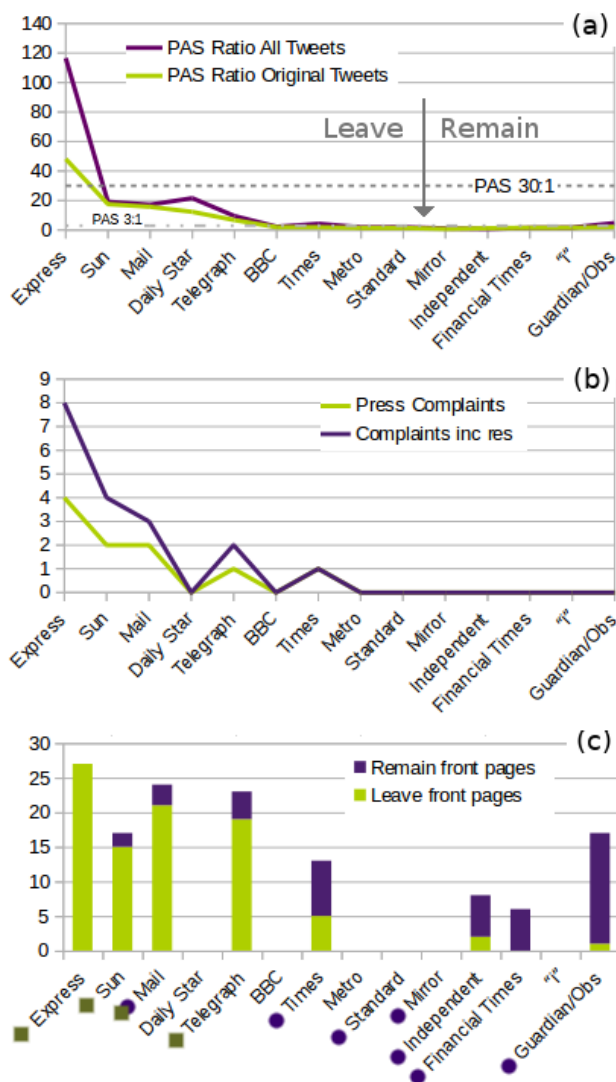 (a)
140
120
100
80
60
40
20
0
PAS Ratio All Tweets
PAS Ratio Original Tweets
Leave
Remain
PAS 30:1
PAS 3:1
Express
Sun
Mail
Daily Star
Telegraph
BBC
Times
Metro
Standard
Mirror
Independent
Financial Times
“i”
Guardian/Obs
(b)
9
8
7
6
5
4
3
2
1
0
Press Complaints
Complaints inc res
Express
Sun
Mail
Daily Star
Telegraph
BBC
Times
Metro
Standard
Mirror
Independent
Financial Times
“i”
Guardian/Obs
(c)
30
25
20
15
10
5
0
Remain front pages
Leave front pages
Express
Sun
Mail
Daily Star
Telegraph
BBC
Times
Metro
Standard
Mirror
Independent
Financial Times
“i”
Guardian/Obs